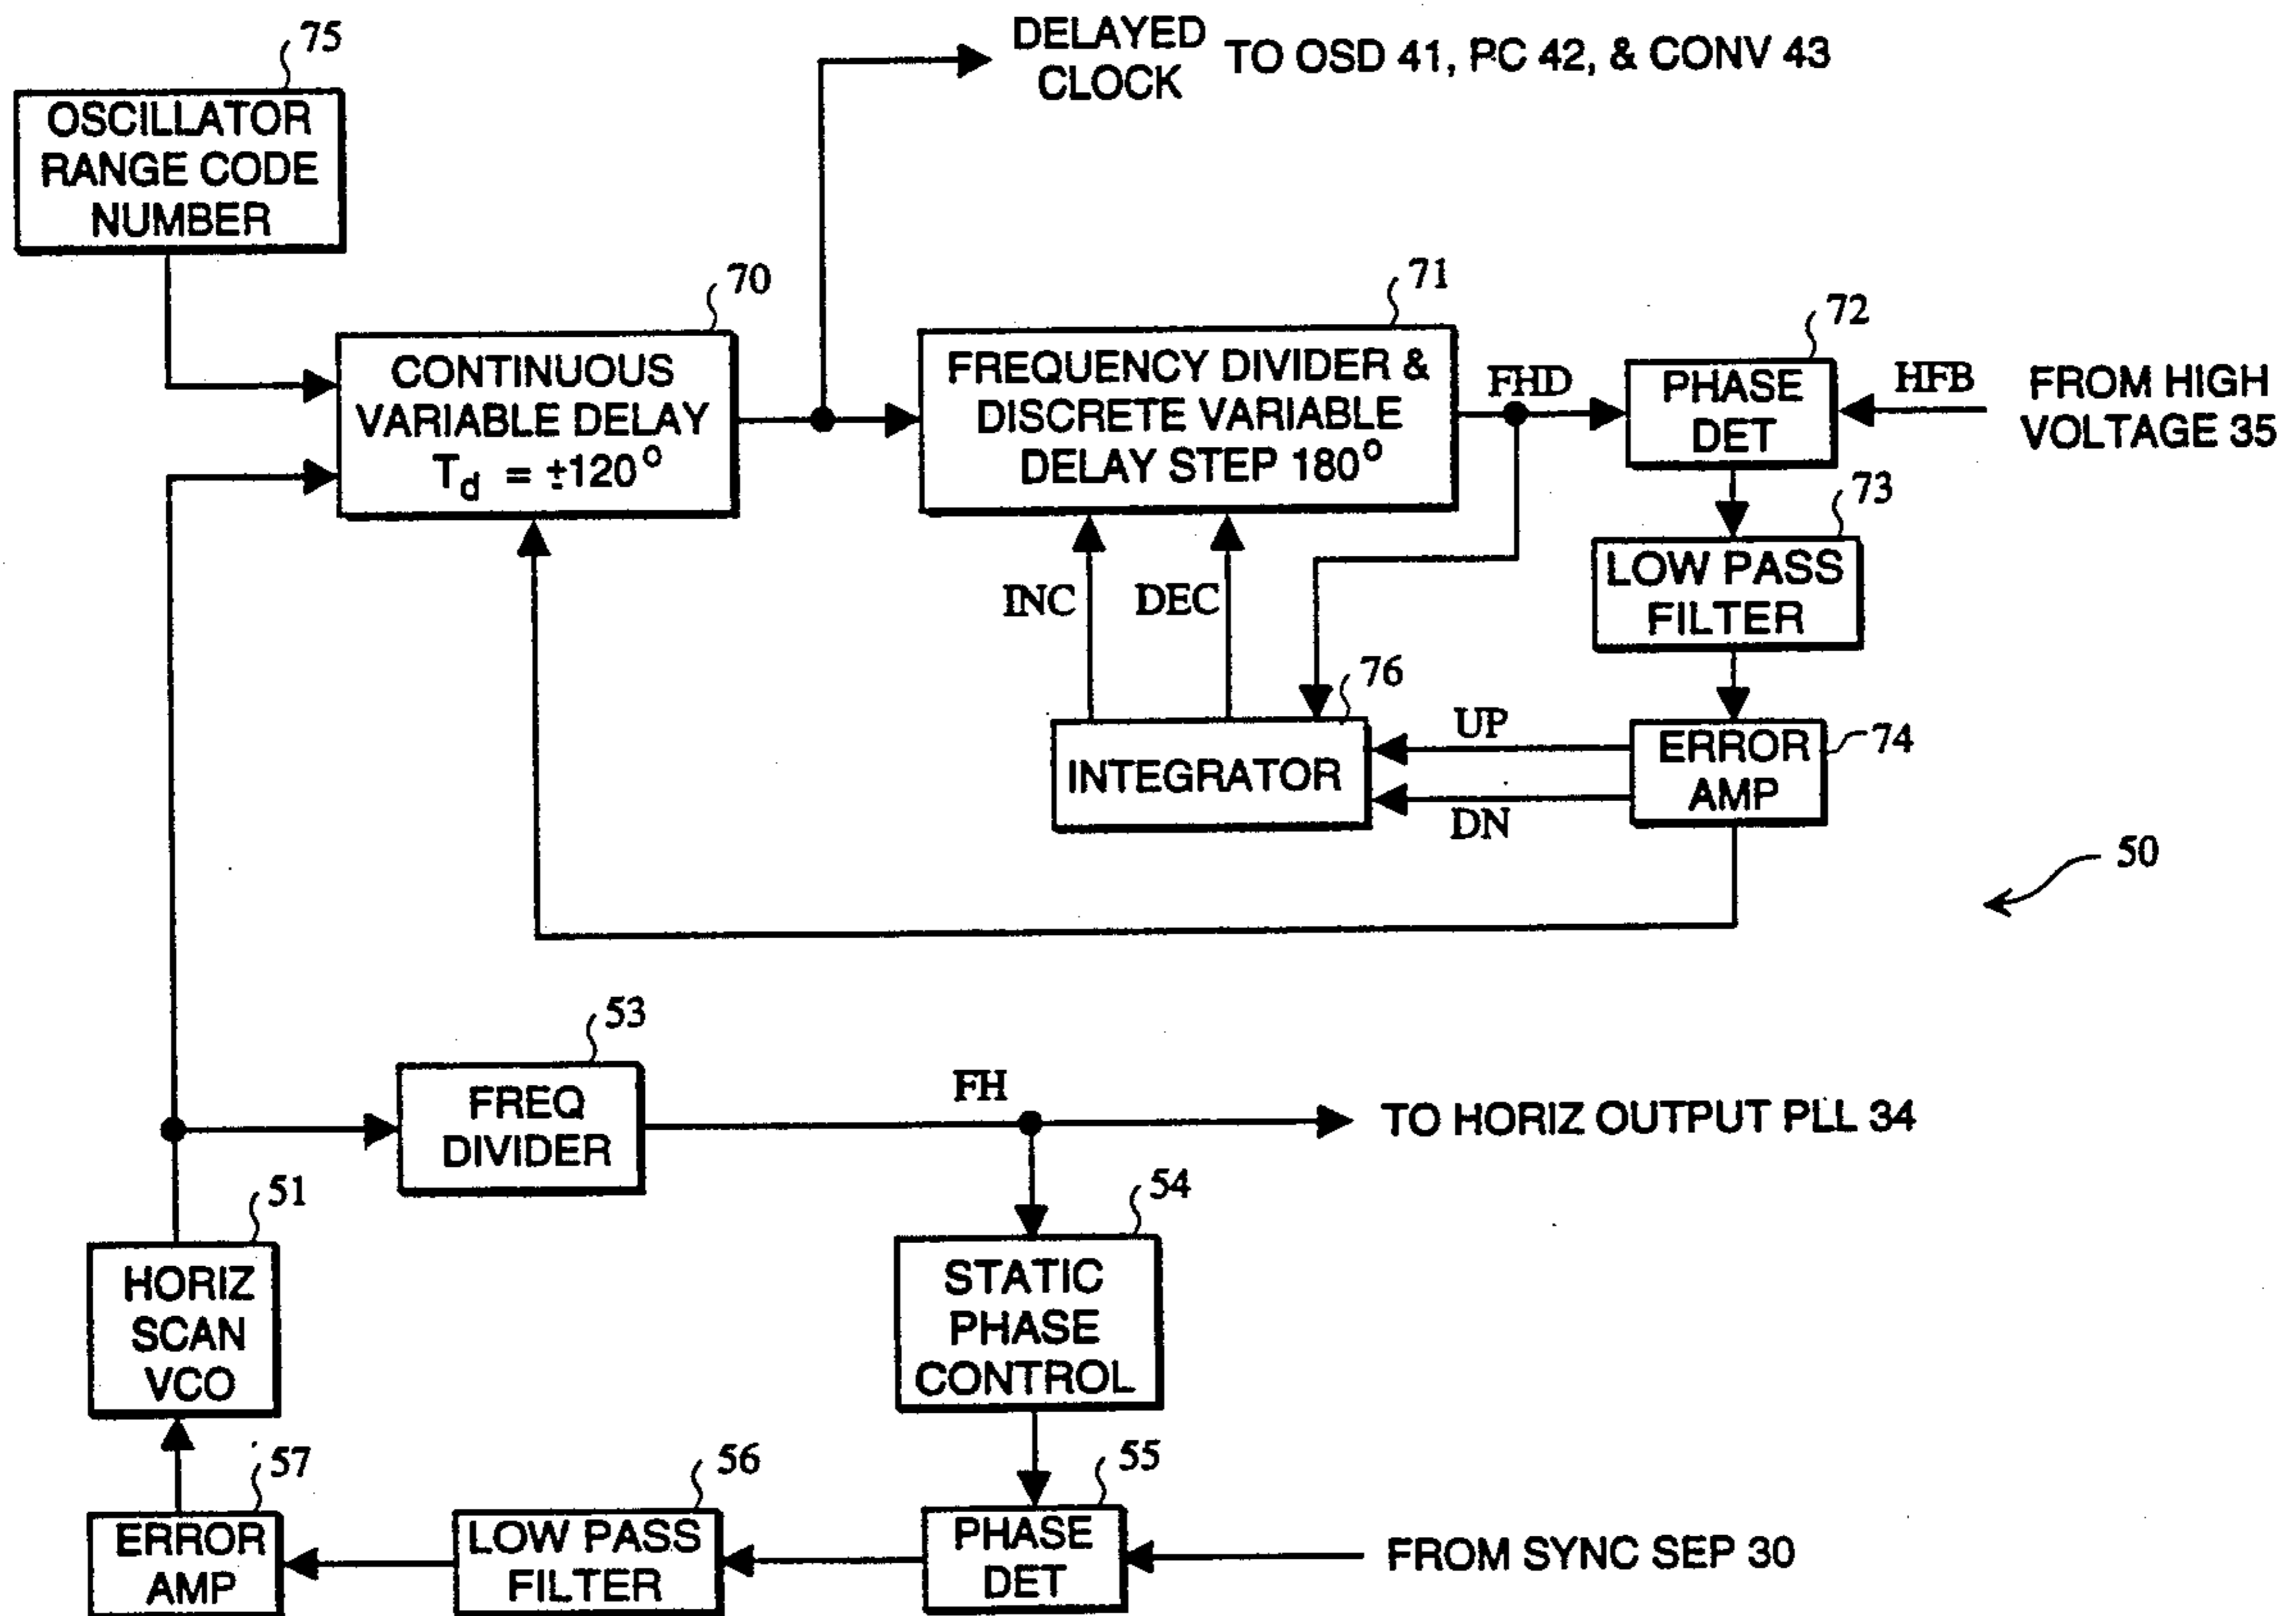 75
OSCILLATOR
RANGE CODE
NUMBER
DELAYED
CLOCK
TO OSD 41, PC 42, & CONV 43
70
CONTINUOUS
VARIABLE DELAY
Td = ±120°
71
FREQUENCY DIVIDER &
DISCRETE VARIABLE
DELAY STEP 180°
FHD
72
PHASE
DET
HFB
FROM HIGH
VOLTAGE 35
73
LOW PASS
FILTER
INC
DEC
76
INTEGRATOR
UP
DN
ERROR
AMP
74
50
53
FREQ
DIVIDER
FH
TO HORIZ OUTPUT PLL 34
51
HORIZ
SCAN
VCO
54
STATIC
PHASE
CONTROL
57
ERROR
AMP
56
LOW PASS
FILTER
55
PHASE
DET
FROM SYNC SEP 30